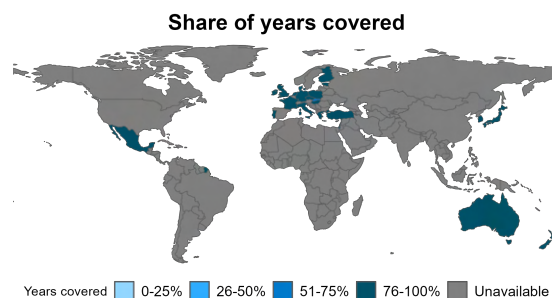 Share of years covered
Years covered 0-25% 26-50% 51-75% 76-100% Unavailable